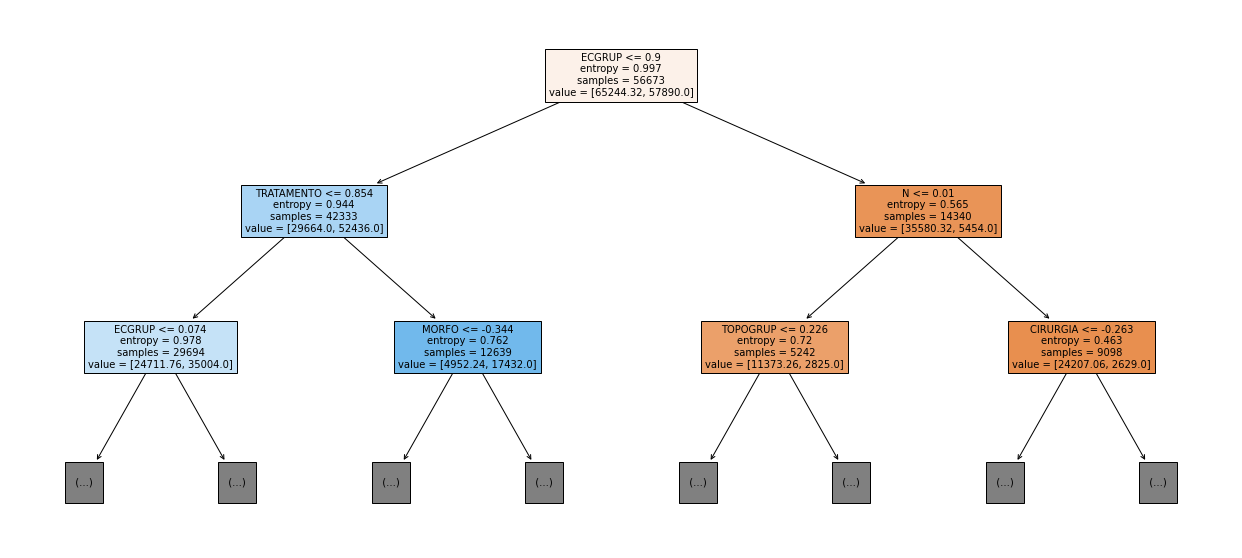 ECGRUP <= 0.9
entropy = 0.997
samples = 56673
value = [65244.32, 57890.0]
TRATAMENTO <= 0.854
entropy = 0.944
samples = 42333
value = [29664.0, 52436.0]
N <= 0.01
entropy = 0.565
samples = 14340
value = [35580.32, 5454.0]
ECGRUP <= 0.074
entropy = 0.978
samples = 29694
value = [24711.76, 35004.0]
MORFO <= -0.344
entropy = 0.762
samples = 12639
value = [4952.24, 17432.0]
TOPOGRUP <= 0.226
entropy = 0.72
samples = 5242
value = [11373.26, 2825.0]
CIRURGIA <= -0.263
entropy = 0.463
samples = 9098
value = [24207.06, 2629.0]
(...)
(...)
(...)
(...)
(...)
(...)
(...)
(...)